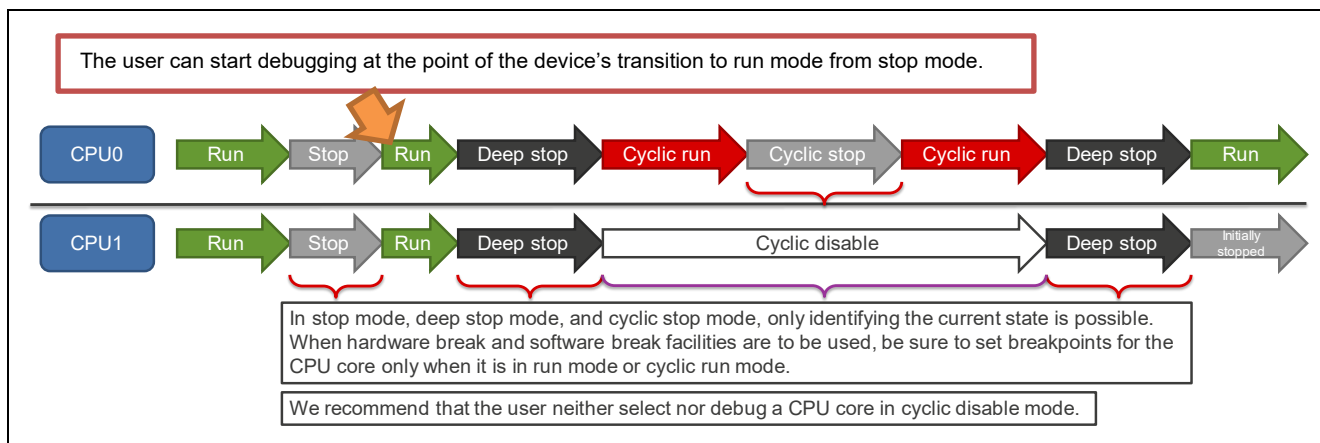 The user can start debugging at the point of the device’s transition to run mode from stop mode.
CPU0
Run
Stop
Run
Deep stop
Cyclic run
Cyclic stop
Cyclic run
Deep stop
Run
CPU1
Run
Stop
Run
Deep stop
Cyclic disable
Deep stop
Initially
stopped
In stop mode, deep stop mode, and cyclic stop mode, only identifying the current state is possible.
When hardware break and software break facilities are to be used, be sure to set breakpoints for the
CPU core only when it is in run mode or cyclic run mode.
We recommend that the user neither select nor debug a CPU core in cyclic disable mode.